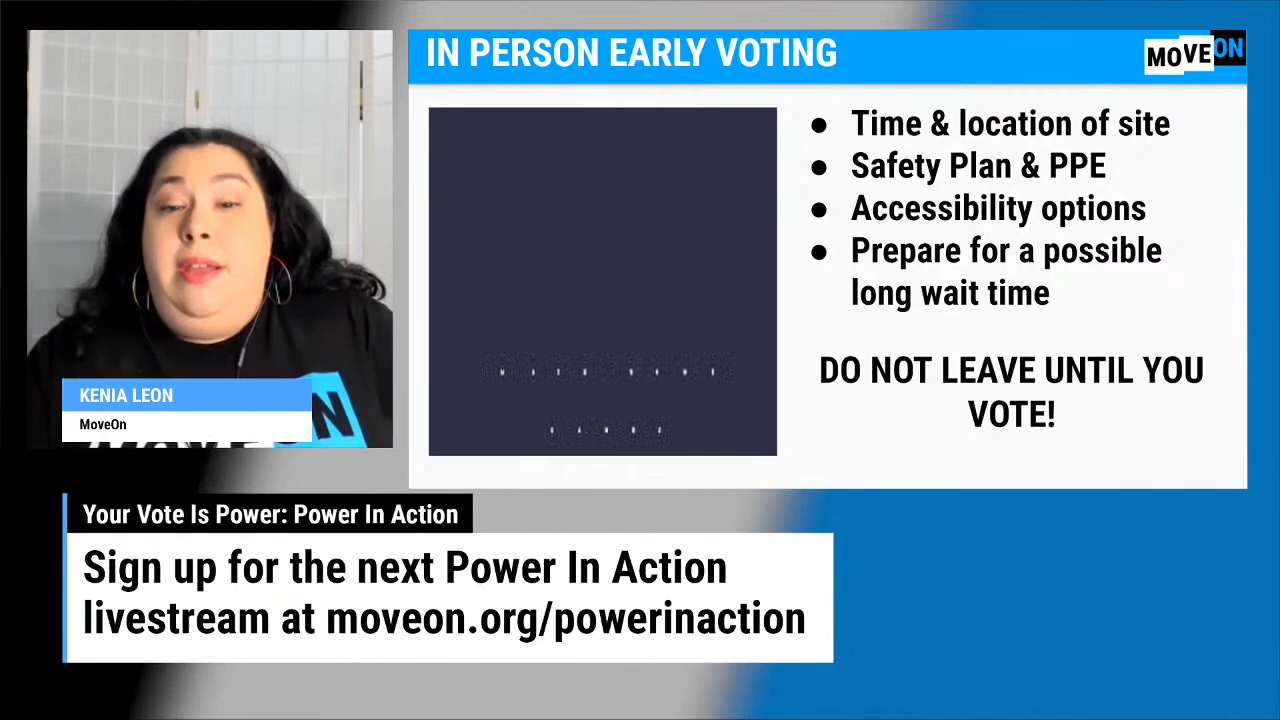 IN PERSON EARLY VOTING
MOVEON
● Time & location of site
● Safety Plan & PPE
● Accessibility options
● Prepare for a possible
long wait time
DO NOT LEAVE UNTIL YOU
VOTE!
KENIA LEON
MoveOn
ON
Your Vote Is Power: Power In Action
Sign up for the next Power In Action
livestream at moveon.org/powerinaction